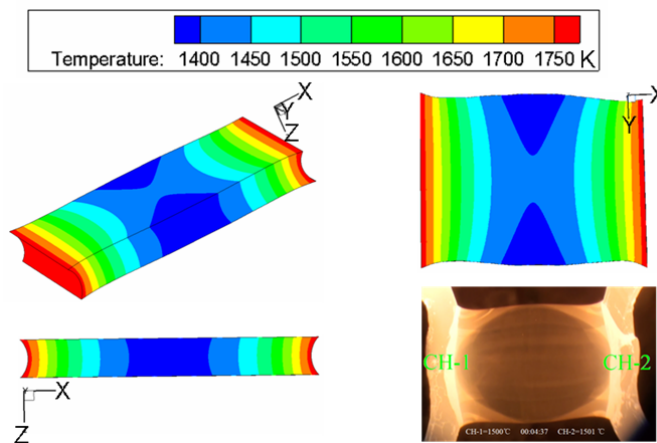 Temperature: 1400 1450 1500 1550 1600 1650 1700 1750 K
X
Y
Z
X
Y
CH-1 CH-2
CH-1=1500℃ 00:04:37 CH-2=1501 ℃
X
Z